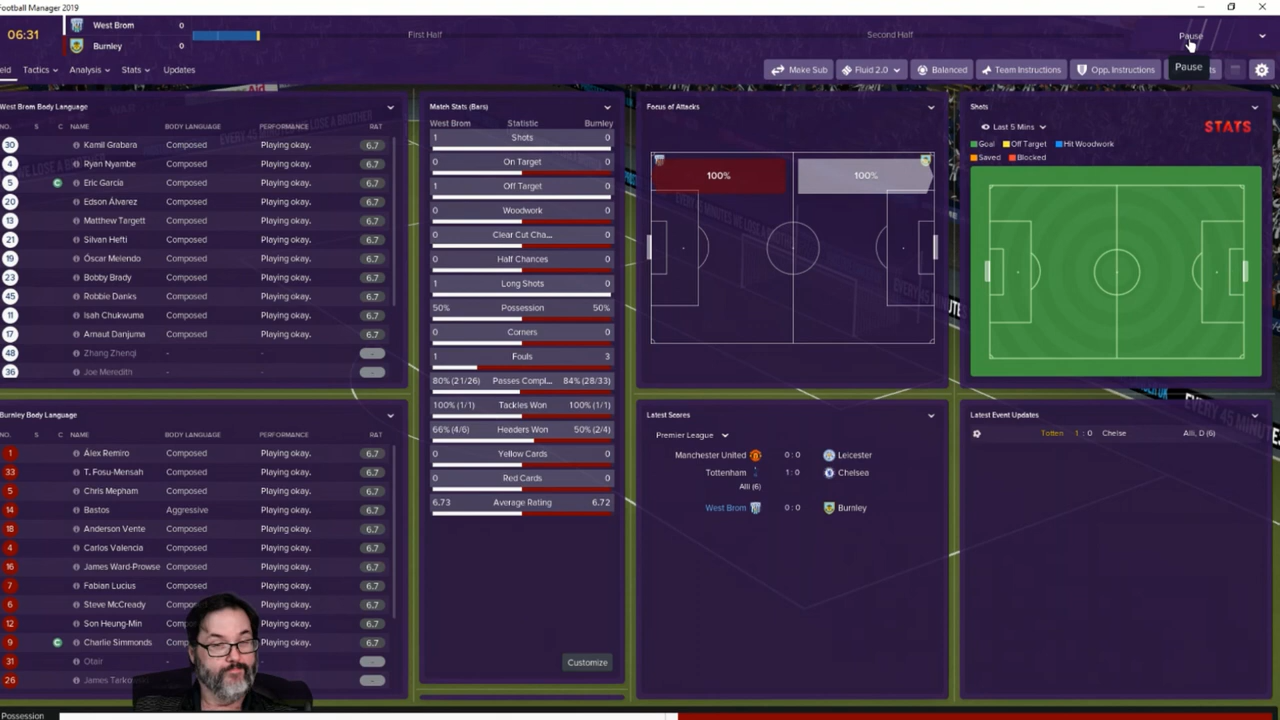 Football Manager 2019
06:31
West Brom 0
Burnley 0
First Half
Second Half
Pause
Pause
Tactics
Analysis
Stats
Updates
Make Sub
Fluid 2.0
Balanced
Team Instructions
Opp. Instructions
West Brom Body Language
NO. S C NAME BODY LANGUAGE PERFORMANCE RAT
30 Kamil Grabara Composed Playing okay. 6.7
4 Ryan Nyambe Composed Playing okay. 6.7
5 C Eric Garcia Composed Playing okay. 6.7
20 Edson Álvarez Composed Playing okay. 6.7
13 Matthew Targett Composed Playing okay. 6.7
21 Silvan Hefti Composed Playing okay. 6.7
19 Óscar Melendo Composed Playing okay. 6.7
23 Bobby Brady Composed Playing okay. 6.7
45 Robbie Danks Composed Playing okay. 6.7
11 Isah Chukwuma Composed Playing okay. 6.7
17 Arnaut Danjuma Composed Playing okay. 6.7
48 Zhang Zhenqi - - -
36 Joe Meredith - - -
Burnley Body Language
NO. S C NAME BODY LANGUAGE PERFORMANCE RAT
1 Álex Remiro Composed Playing okay. 6.7
33 T. Fosu-Mensah Composed Playing okay. 6.7
5 Chris Mepham Composed Playing okay. 6.7
14 Bastos Aggressive Playing okay. 6.7
18 Anderson Vente Composed Playing okay. 6.7
4 Carlos Valencia Composed Playing okay. 6.7
16 James Ward-Prowse Composed Playing okay. 6.7
7 Fabian Lucius Composed Playing okay. 6.7
6 Steve McCready Playing okay. 6.7
12 Son Heung-Min Playing okay. 6.7
9 C Charlie Simmonds Playing okay. 6.7
31 Otair - -
26 -
Match Stats (Bars)
West Brom Statistic Burnley
1 Shots 0
0 On Target 0
1 Off Target 0
0 Woodwork 0
0 Clear Cut Cha... 0
0 Half Chances 0
1 Long Shots 0
50% Possession 50%
0 Corners 0
1 Fouls 3
80% (21/26) Passes Compl... 84% (28/33)
100% (1/1) Tackles Won 100% (1/1)
66% (4/6) Headers Won 50% (2/4)
0 Yellow Cards 0
0 Red Cards 0
6.73 Average Rating 6.72
Customize
Focus of Attacks
100%
100%
Latest Scores
Premier League
Manchester United 0 : 0 Leicester
Tottenham 1 : 0 Chelsea
Alli (6)
West Brom 0 : 0 Burnley
Shots
Last 5 Mins
STATS
Goal Off Target Hit Woodwork
Saved Blocked
Latest Event Updates
Totten 1 : 0 Chelse Alli, D (6)
Possession